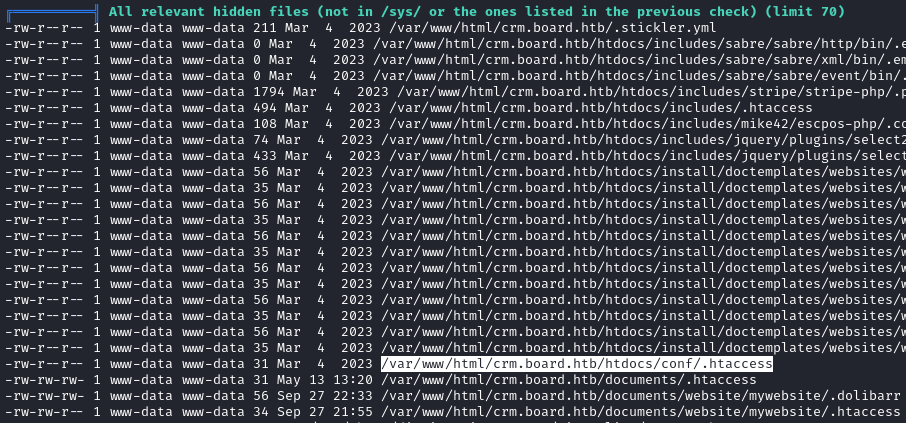 ╔══════════╣ All relevant hidden files (not in /sys/ or the ones listed in the previous check) (limit 70)
-rw-r--r-- 1 www-data www-data 211 Mar  4  2023 /var/www/html/crm.board.htb/.stickler.yml
-rw-r--r-- 1 www-data www-data 0 Mar  4  2023 /var/www/html/crm.board.htb/htdocs/includes/sabre/sabre/http/bin/.e
-rw-r--r-- 1 www-data www-data 0 Mar  4  2023 /var/www/html/crm.board.htb/htdocs/includes/sabre/sabre/xml/bin/.em
-rw-r--r-- 1 www-data www-data 0 Mar  4  2023 /var/www/html/crm.board.htb/htdocs/includes/sabre/sabre/event/bin/.
-rw-r--r-- 1 www-data www-data 1794 Mar  4  2023 /var/www/html/crm.board.htb/htdocs/includes/stripe/stripe-php/.p
-rw-r--r-- 1 www-data www-data 494 Mar  4  2023 /var/www/html/crm.board.htb/htdocs/includes/.htaccess
-rw-r--r-- 1 www-data www-data 108 Mar  4  2023 /var/www/html/crm.board.htb/htdocs/includes/mike42/escpos-php/.co
-rw-r--r-- 1 www-data www-data 74 Mar  4  2023 /var/www/html/crm.board.htb/htdocs/includes/jquery/plugins/select2
-rw-r--r-- 1 www-data www-data 433 Mar  4  2023 /var/www/html/crm.board.htb/htdocs/includes/jquery/plugins/select
-rw-r--r-- 1 www-data www-data 56 Mar  4  2023 /var/www/html/crm.board.htb/htdocs/install/doctemplates/websites/w
-rw-r--r-- 1 www-data www-data 35 Mar  4  2023 /var/www/html/crm.board.htb/htdocs/install/doctemplates/websites/w
-rw-r--r-- 1 www-data www-data 56 Mar  4  2023 /var/www/html/crm.board.htb/htdocs/install/doctemplates/websites/w
-rw-r--r-- 1 www-data www-data 35 Mar  4  2023 /var/www/html/crm.board.htb/htdocs/install/doctemplates/websites/w
-rw-r--r-- 1 www-data www-data 56 Mar  4  2023 /var/www/html/crm.board.htb/htdocs/install/doctemplates/websites/w
-rw-r--r-- 1 www-data www-data 35 Mar  4  2023 /var/www/html/crm.board.htb/htdocs/install/doctemplates/websites/w
-rw-r--r-- 1 www-data www-data 56 Mar  4  2023 /var/www/html/crm.board.htb/htdocs/install/doctemplates/websites/w
-rw-r--r-- 1 www-data www-data 35 Mar  4  2023 /var/www/html/crm.board.htb/htdocs/install/doctemplates/websites/w
-rw-r--r-- 1 www-data www-data 56 Mar  4  2023 /var/www/html/crm.board.htb/htdocs/install/doctemplates/websites/w
-rw-r--r-- 1 www-data www-data 35 Mar  4  2023 /var/www/html/crm.board.htb/htdocs/install/doctemplates/websites/w
-rw-r--r-- 1 www-data www-data 56 Mar  4  2023 /var/www/html/crm.board.htb/htdocs/install/doctemplates/websites/w
-rw-r--r-- 1 www-data www-data 35 Mar  4  2023 /var/www/html/crm.board.htb/htdocs/install/doctemplates/websites/w
-rw-r--r-- 1 www-data www-data 31 Mar  4  2023 /var/www/html/crm.board.htb/htdocs/conf/.htaccess
-rw-rw-rw- 1 www-data www-data 31 May 13 13:20 /var/www/html/crm.board.htb/documents/.htaccess
-rw-rw-rw- 1 www-data www-data 56 Sep 27 22:33 /var/www/html/crm.board.htb/documents/website/mywebsite/.dolibarr
-rw-rw-rw- 1 www-data www-data 34 Sep 27 21:55 /var/www/html/crm.board.htb/documents/website/mywebsite/.htaccess